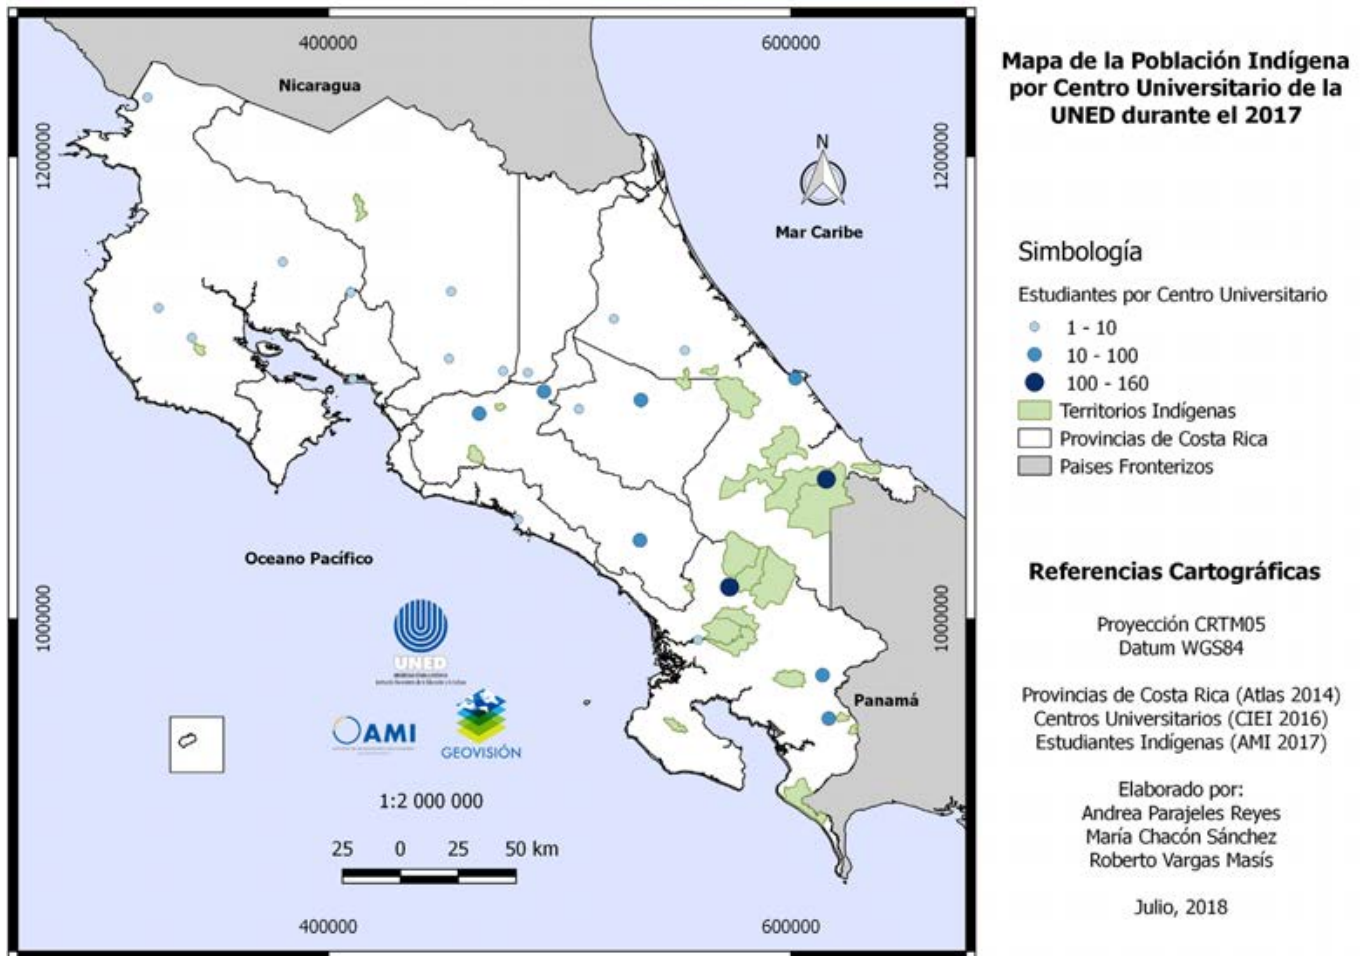 400000
600000
Nicaragua
1200000
1200000
N
Mar Caribe
Oceano Pacífico
1000000
1000000
UNED
Panamá
AMI
GEOVISIÓN
1:2 000 000
25 0 25 50 km
400000
600000
Mapa de la Población Indígena
por Centro Universitario de la
UNED durante el 2017
Simbología
Estudiantes por Centro Universitario
1 - 10
10 - 100
100 - 160
Territorios Indígenas
Provincias de Costa Rica
Paises Fronterizos
Referencias Cartográficas
Proyección CRTM05
Datum WGS84
Provincias de Costa Rica (Atlas 2014)
Centros Universitarios (CIEI 2016)
Estudiantes Indígenas (AMI 2017)
Elaborado por:
Andrea Parajeles Reyes
María Chacón Sánchez
Roberto Vargas Masís
Julio, 2018